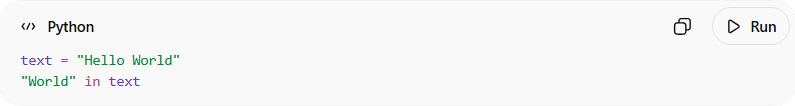 Python
Run
text = "Hello World"
"World" in text